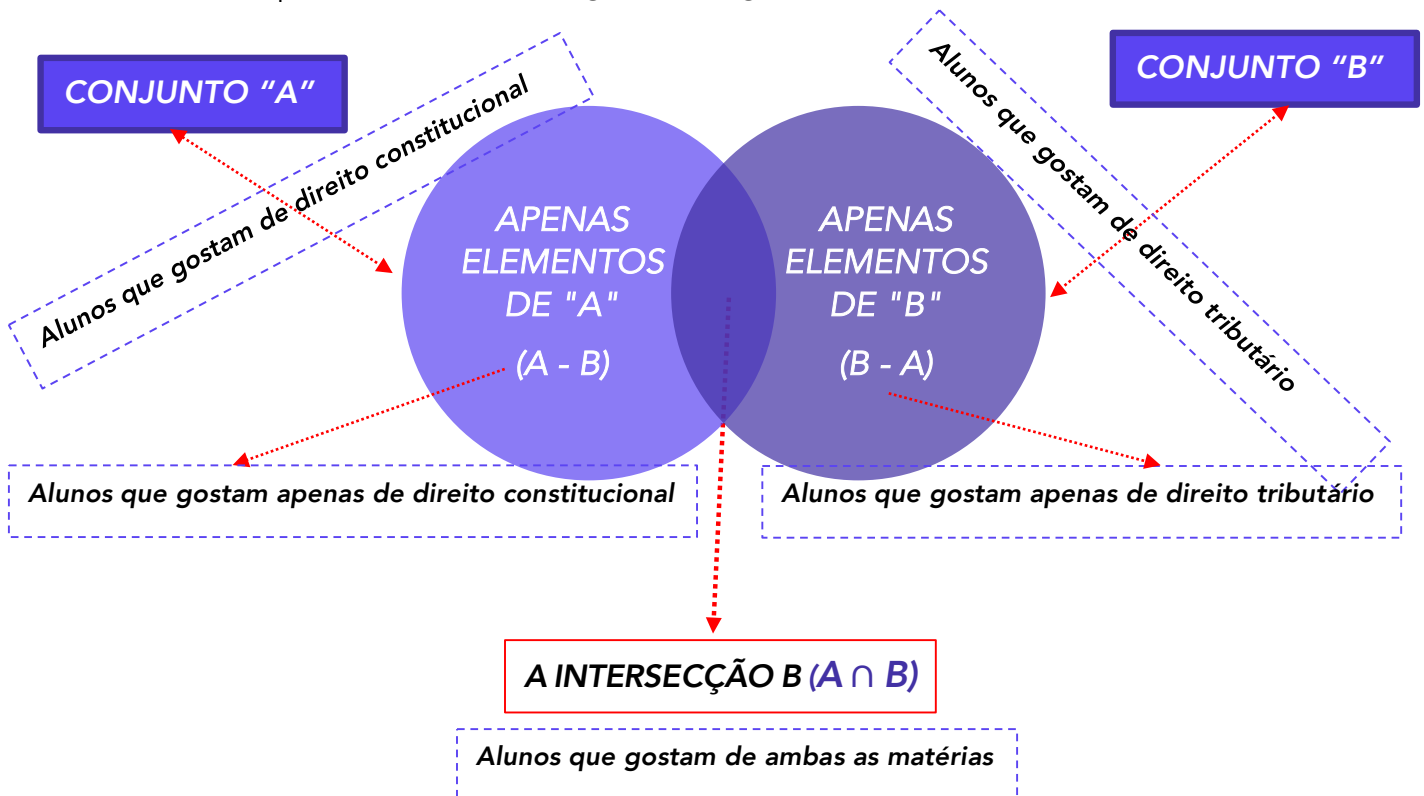 CONJUNTO “A”
CONJUNTO “B”
Alunos que gostam de direito constitucional
Alunos que gostam de direito tributário
APENAS
ELEMENTOS
DE "A"
(A - B)
APENAS
ELEMENTOS
DE "B"
(B - A)
Alunos que gostam apenas de direito constitucional
Alunos que gostam apenas de direito tributário
A INTERSECÇÃO B (A ∩ B)
Alunos que gostam de ambas as matérias